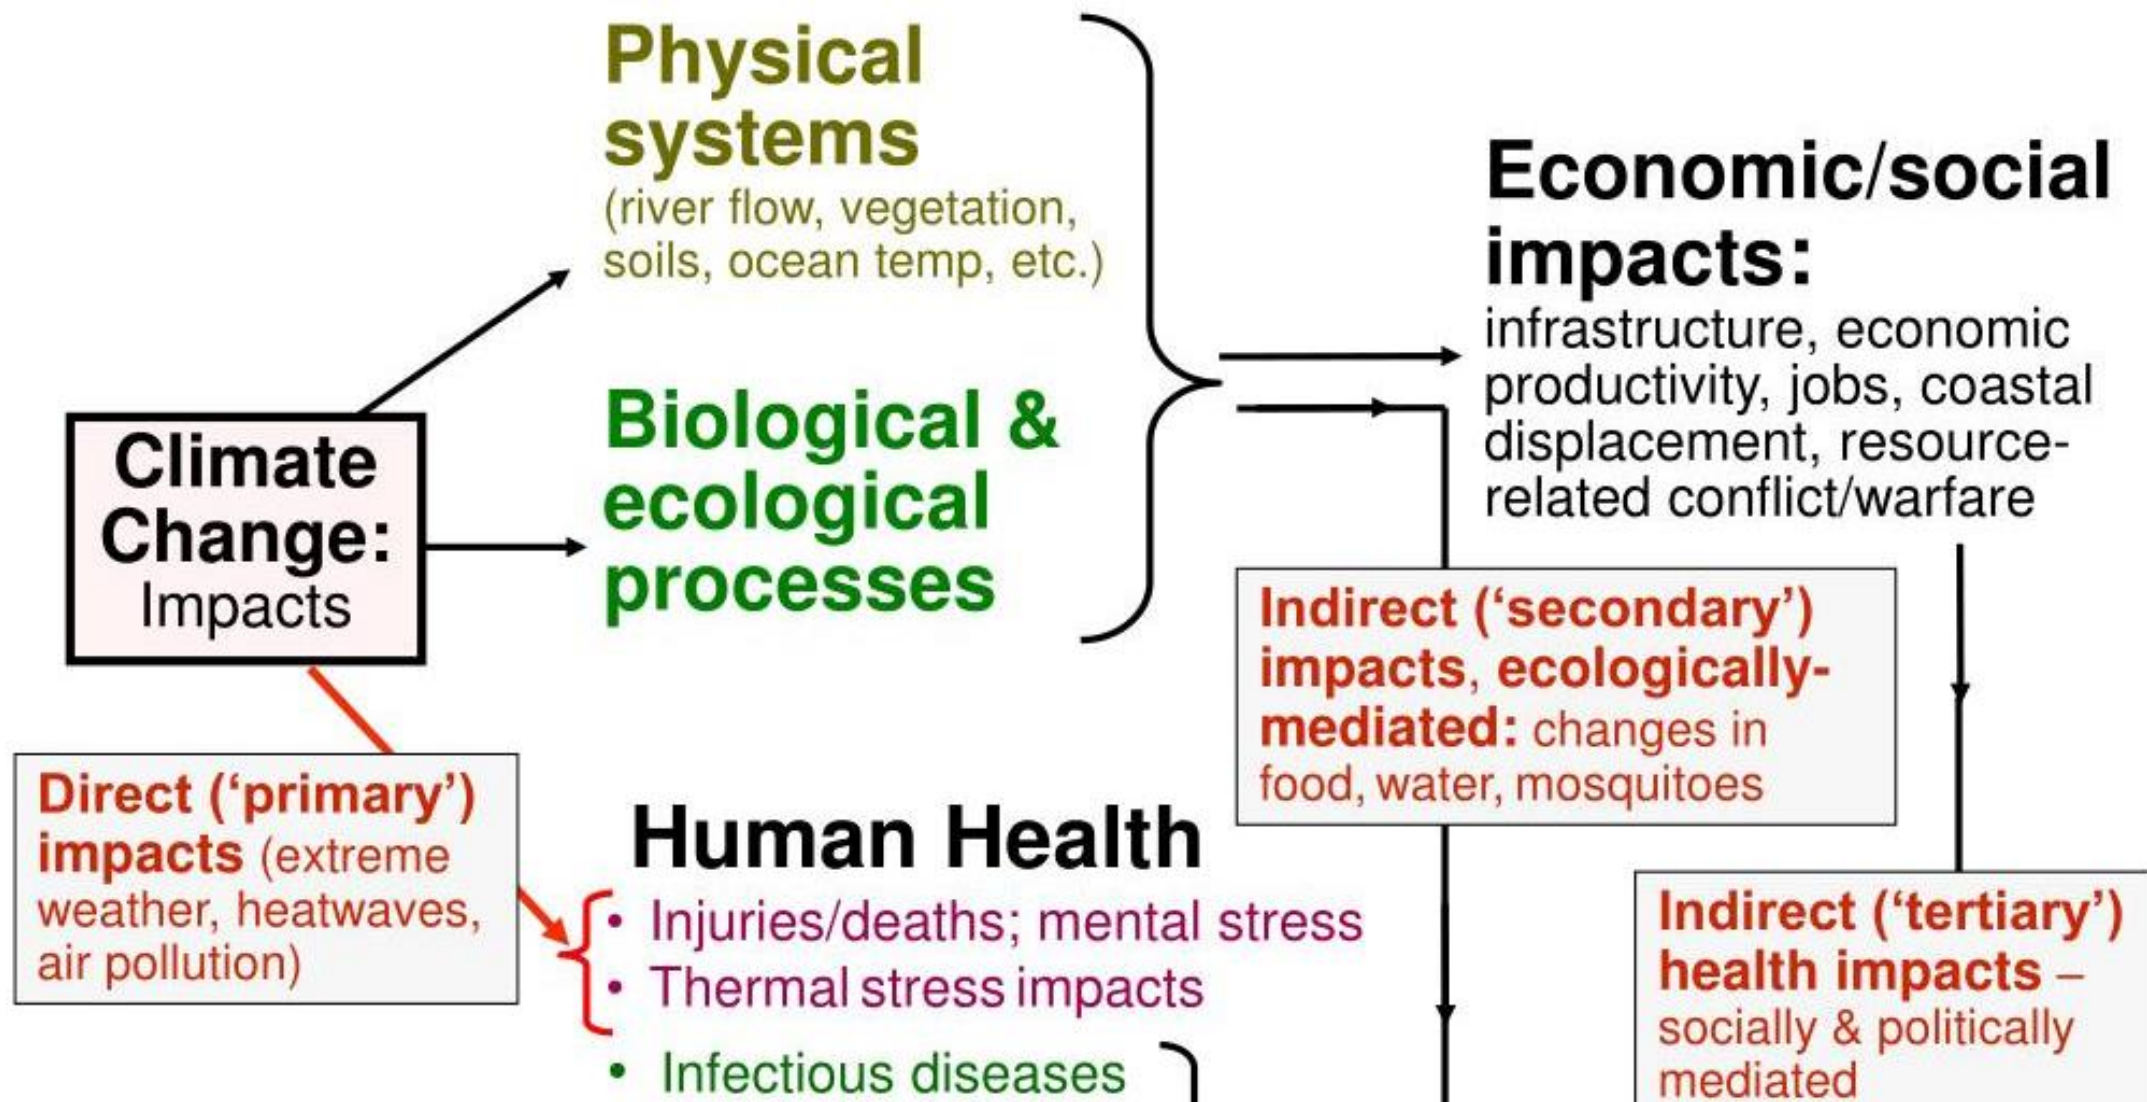 Physical
systems
(river flow, vegetation,
soils, ocean temp, etc.)
Economic/social
impacts:
infrastructure, economic
productivity, jobs, coastal
displacement, resource-
related conflict/warfare
Biological &
ecological
processes
Climate
Change:
Impacts
Indirect (‘secondary’)
impacts, ecologically-
mediated: changes in
food, water, mosquitoes
Direct (‘primary’)
impacts (extreme
weather, heatwaves,
air pollution)
Human Health
• Injuries/deaths; mental stress
• Thermal stress impacts
• Infectious diseases
Indirect (‘tertiary’)
health impacts –
socially & politically
mediated